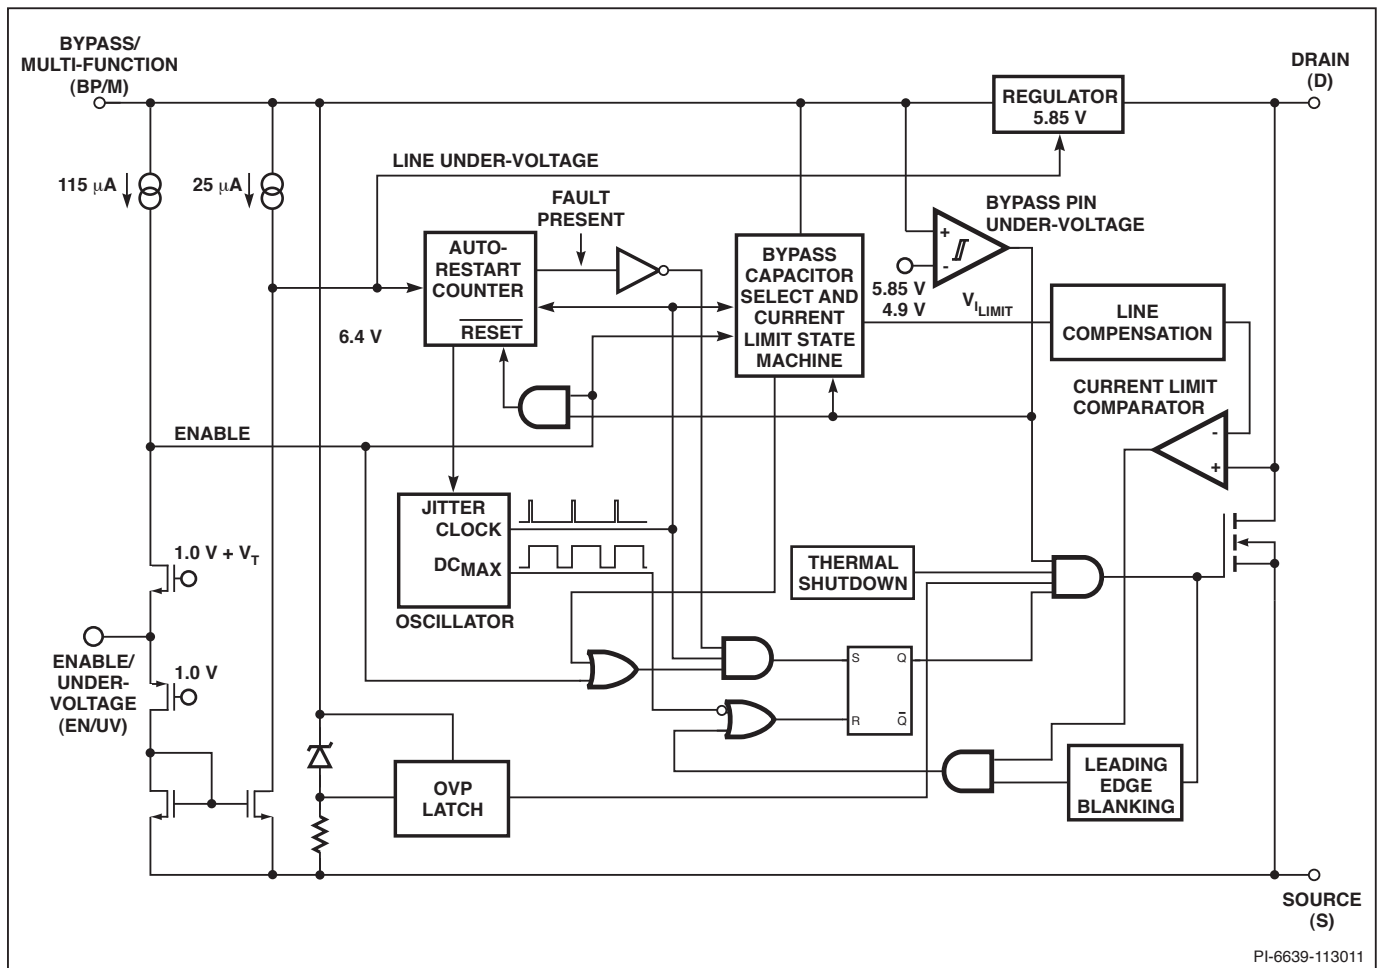 BYPASS/
MULTI-FUNCTION
(BP/M)
DRAIN
(D)
REGULATOR
5.85 V
LINE UNDER-VOLTAGE
115 μA
25 μA
FAULT
PRESENT
BYPASS PIN
UNDER-VOLTAGE
AUTO-
RESTART
COUNTER
RESET
BYPASS
CAPACITOR
SELECT AND
CURRENT
LIMIT STATE
MACHINE
+
-
5.85 V
4.9 V
VILIMIT
LINE
COMPENSATION
6.4 V
CURRENT LIMIT
COMPARATOR
-
+
ENABLE
JITTER
CLOCK
DCMAX
OSCILLATOR
1.0 V + VT
THERMAL
SHUTDOWN
ENABLE/
UNDER-
VOLTAGE
(EN/UV)
1.0 V
S Q
R Q̅
OVP
LATCH
LEADING
EDGE
BLANKING
SOURCE
(S)
PI-6639-113011